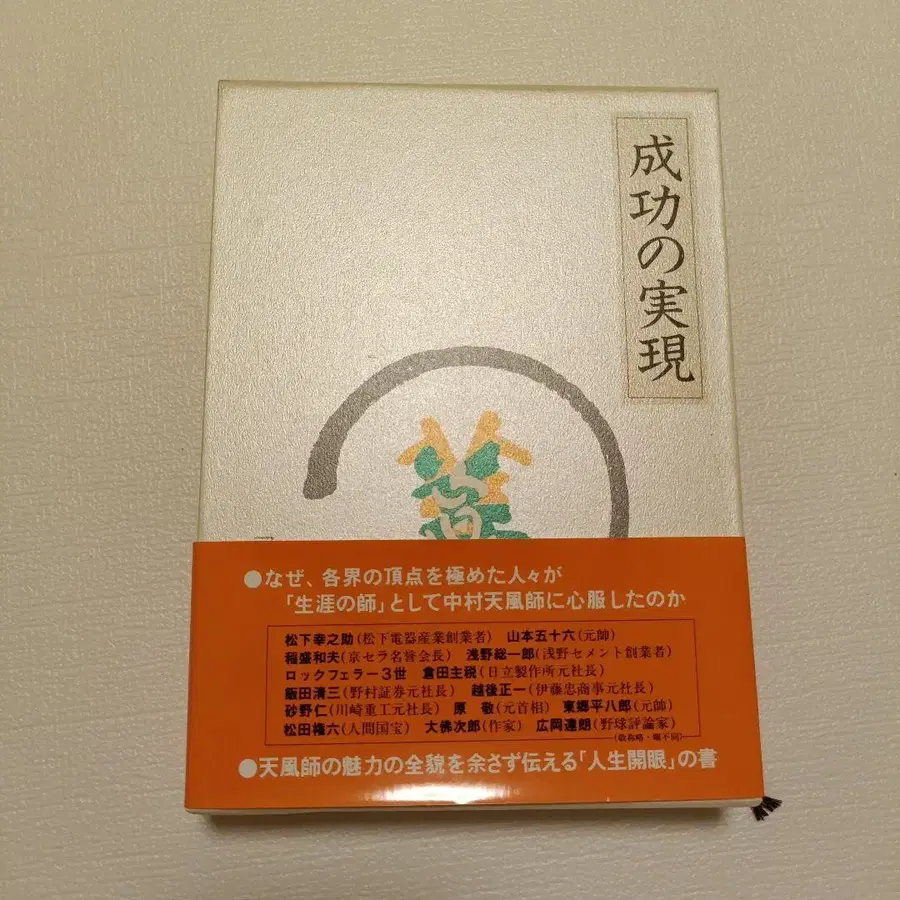 成功の実現
●なぜ、各界の頂点を極めた人々が
「生涯の師」として中村天風師に心服したのか
松下幸之助(松下電器産業創業者) 山本五十六(元帥)
稲盛和夫(京セラ名誉会長) 浅野総一郎(浅野セメント創業者)
ロックフェラー3世 倉田主税(日立製作所元社長)
飯田清三(野村証券元社長) 越後正一(伊藤忠商事元社長)
砂野仁(川崎重工元社長) 原 敬(元首相) 東郷平八郎(元帥)
松田権六(人間国宝) 大佛次郎(作家) 広岡達朗(野球評論家)
(敬称略・順不同)
●天風師の魅力の全貌を余さず伝える「人生開眼」の書